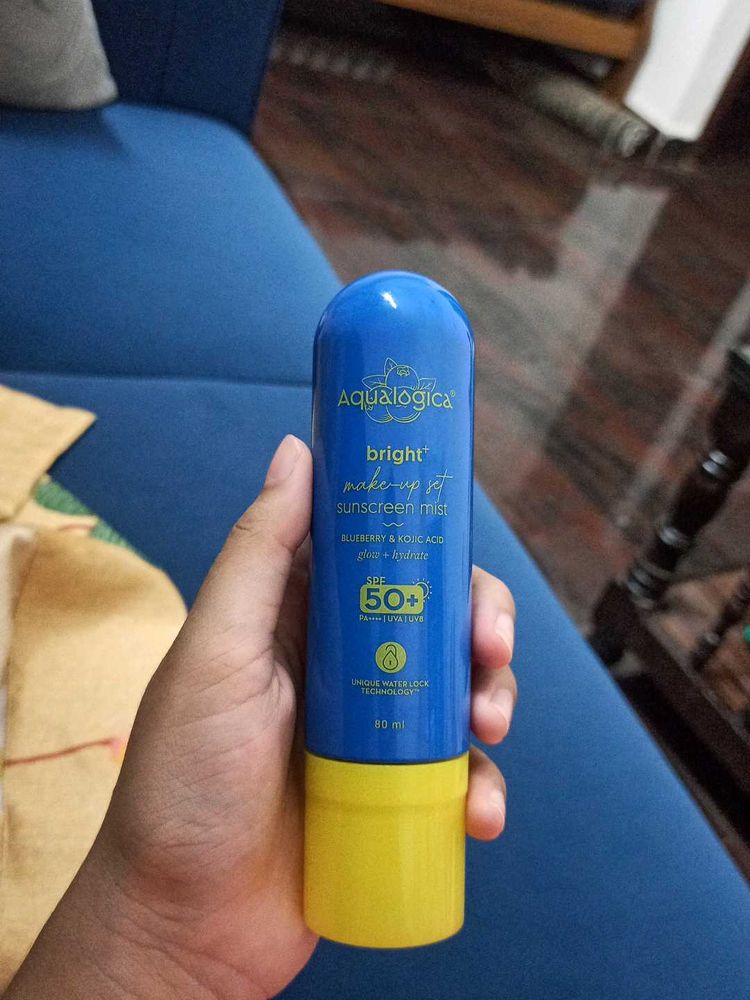 Aqualogica®
bright+
make-up set
sunscreen mist
BLUEBERRY & KOJIC ACID
glow + hydrate
SPF
50+
PA++++ | UVA | UVB
UNIQUE WATER LOCK
TECHNOLOGY™
80 ml